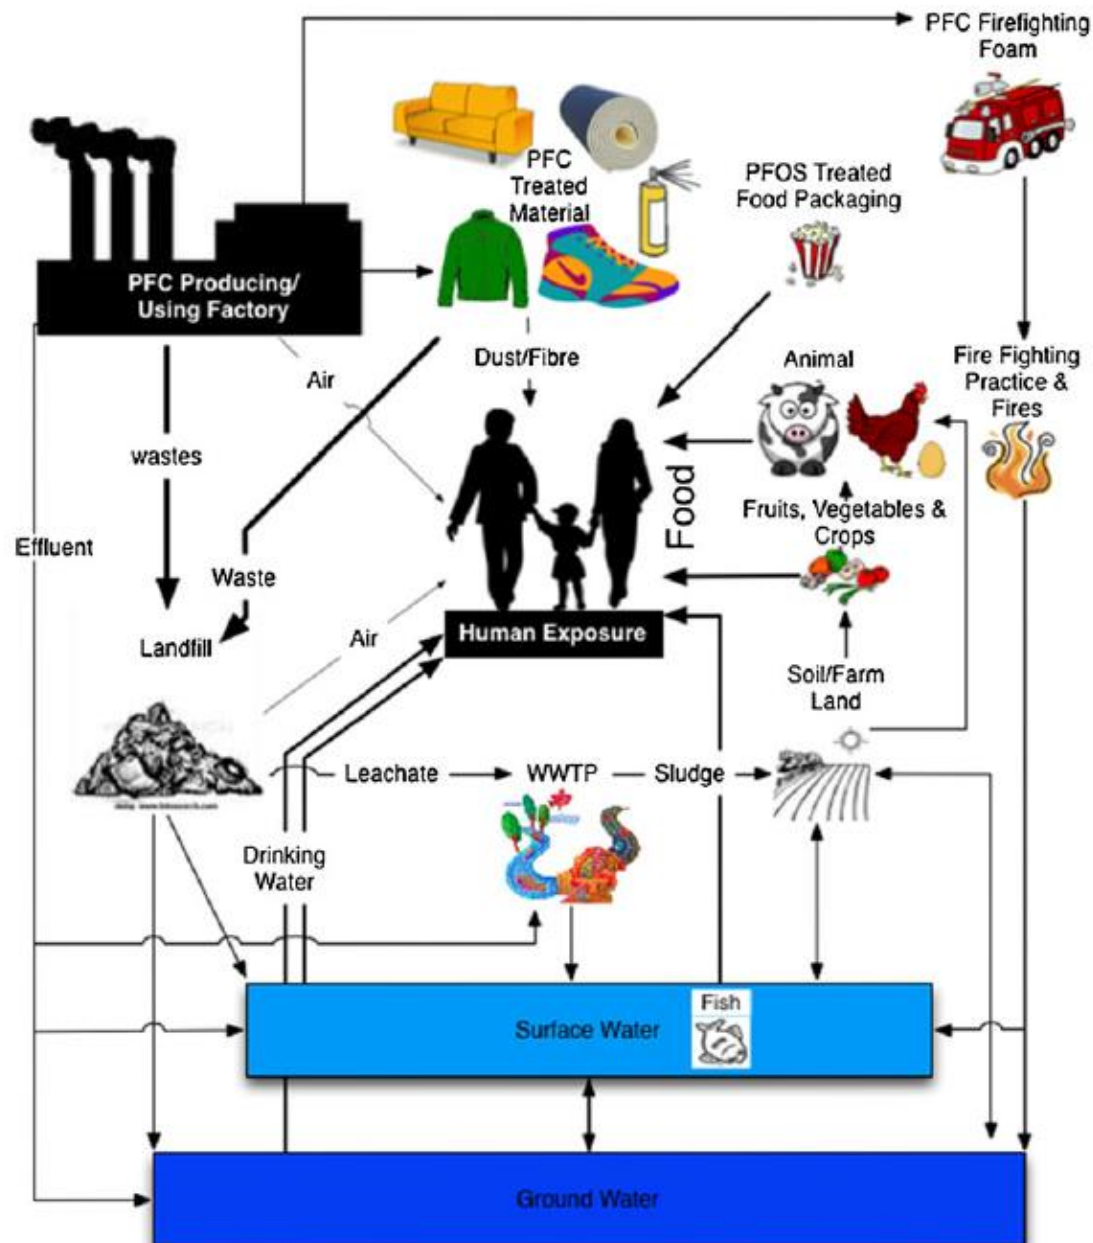 PFC Firefighting
Foam
PFC
Treated
Material
PFOS Treated
Food Packaging
PFC Producing/
Using Factory
Dust/Fibre
Animal
Fire Fighting
Practice &
Fires
Air
wastes
Food
Fruits, Vegetables &
Crops
Effluent
Waste
Landfill
Air
Human Exposure
Soil/Farm
Land
Leachate
WWTP
Sludge
Drinking
Water
Fish
Surface Water
Ground Water